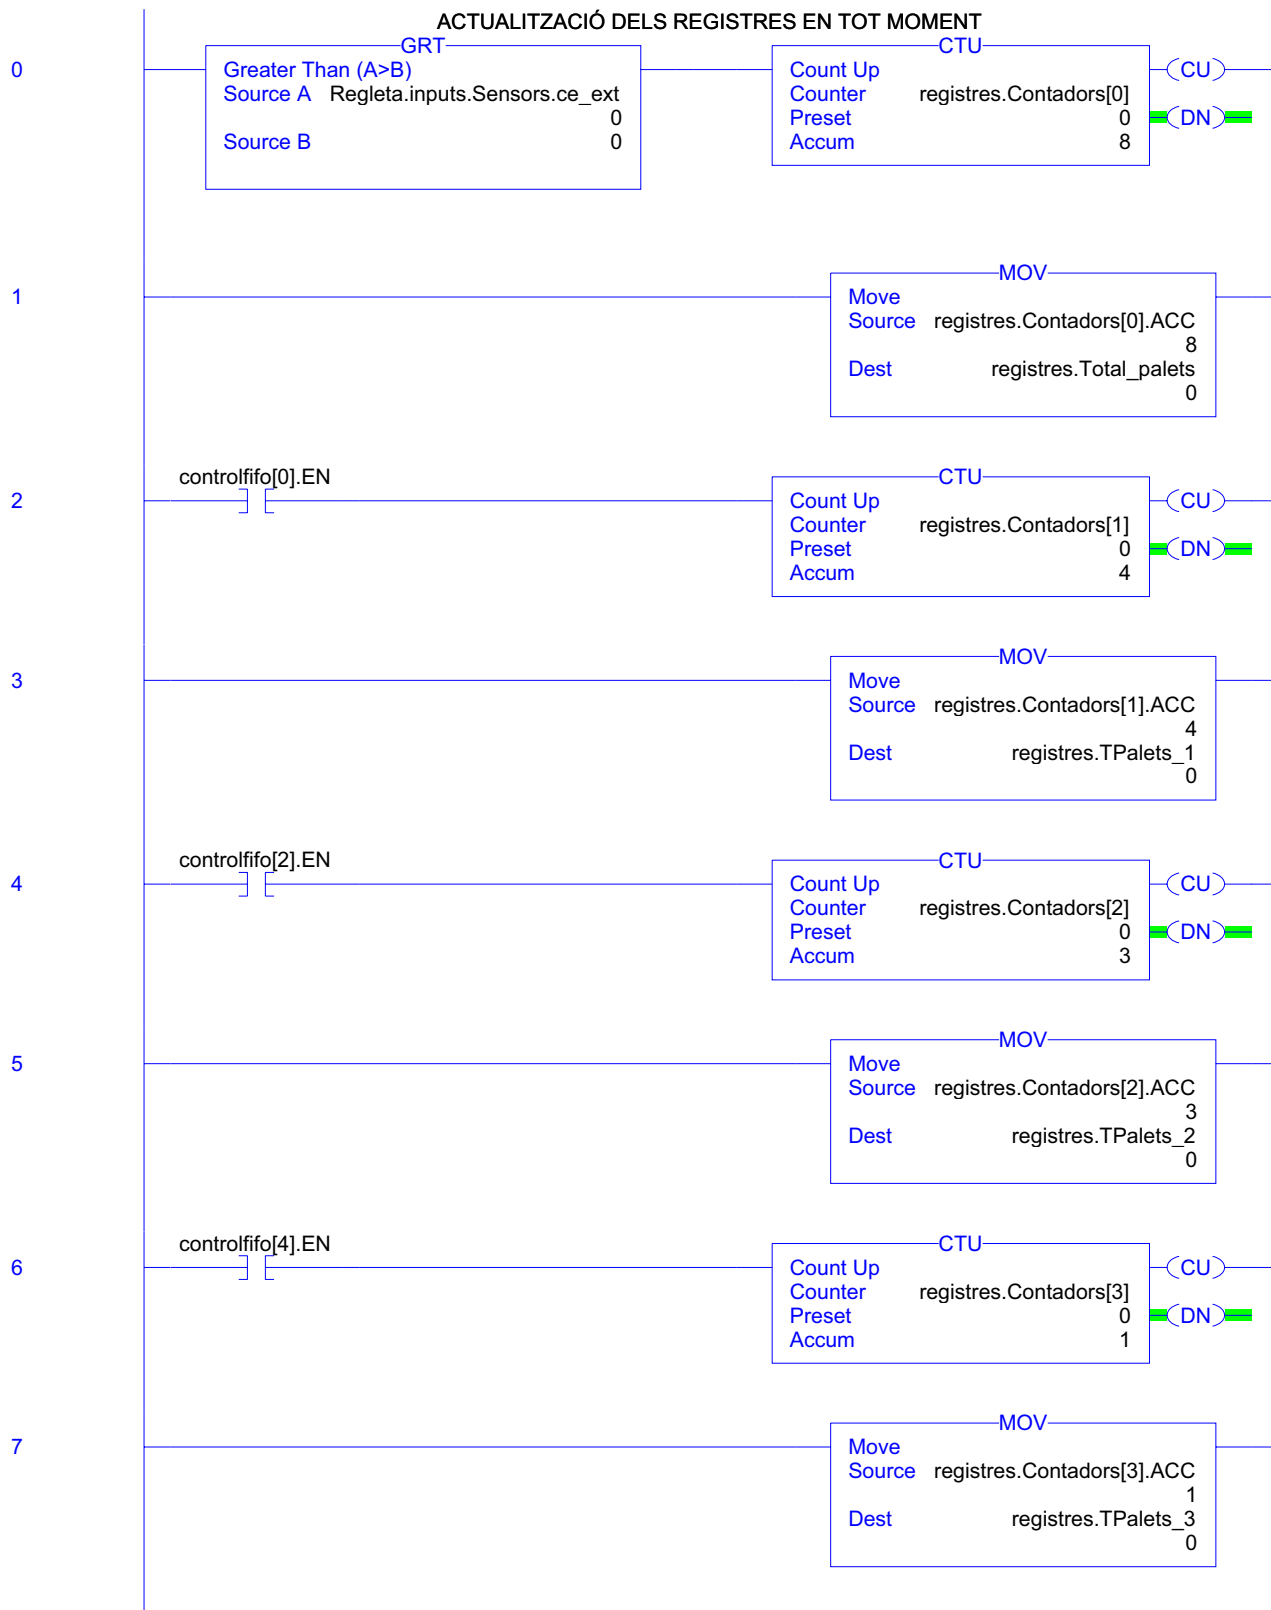 ACTUALITZACIÓ DELS REGISTRES EN TOT MOMENT
GRT
CTU
0
Greater Than (A>B)
Count Up
CU
Source A Regleta.inputs.Sensors.ce_ext
Counter registres.Contadors[0]
0
Preset 0
DN
Source B 0
Accum 8
MOV
1
Move
Source registres.Contadors[0].ACC
8
Dest registres.Total_palets
0
controlfifo[0].EN
CTU
2
Count Up
CU
Counter registres.Contadors[1]
Preset 0
DN
Accum 4
MOV
3
Move
Source registres.Contadors[1].ACC
4
Dest registres.TPalets_1
0
controlfifo[2].EN
CTU
4
Count Up
CU
Counter registres.Contadors[2]
Preset 0
DN
Accum 3
MOV
5
Move
Source registres.Contadors[2].ACC
3
Dest registres.TPalets_2
0
controlfifo[4].EN
CTU
6
Count Up
CU
Counter registres.Contadors[3]
Preset 0
DN
Accum 1
MOV
7
Move
Source registres.Contadors[3].ACC
1
Dest registres.TPalets_3
0